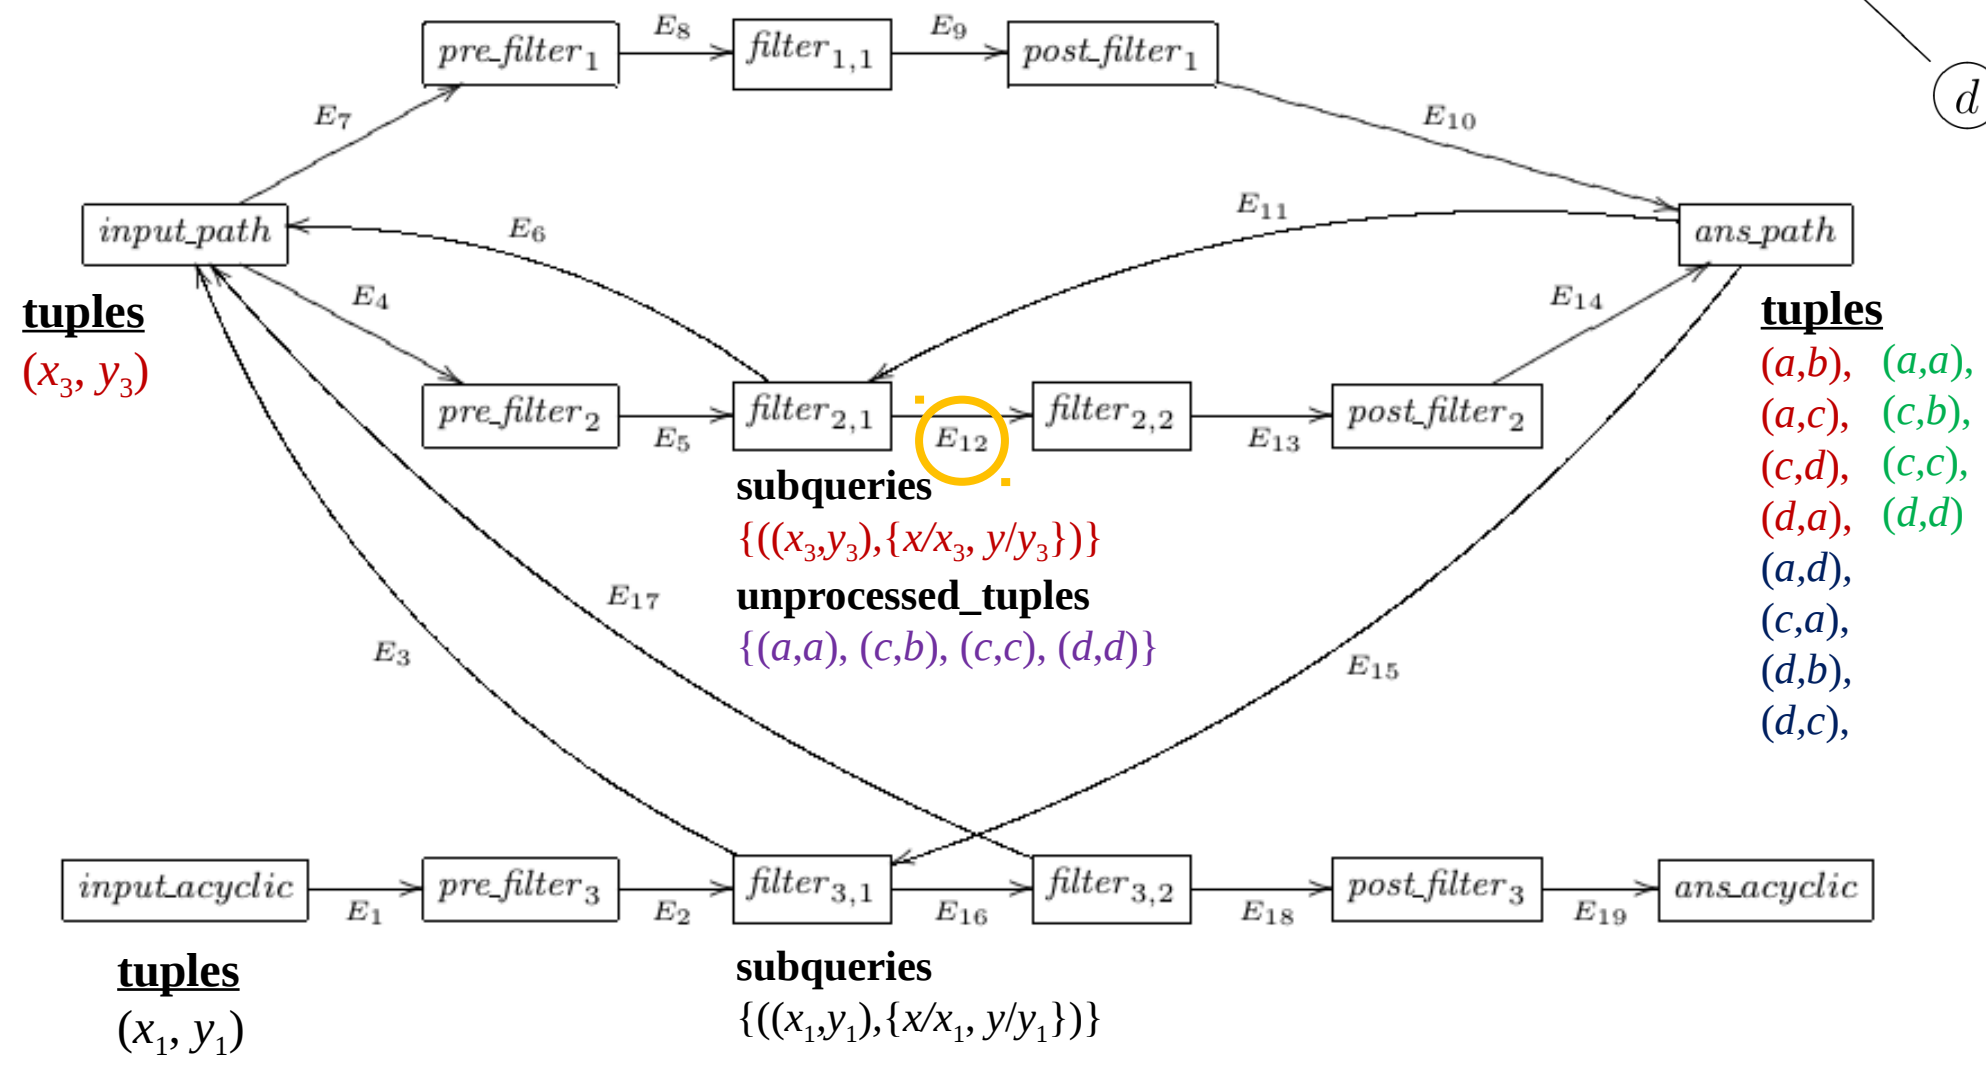 pre_filter₁
E₈
filter₁,₁
E₉
post_filter₁
d
E₇
E₁₀
input_path
E₆
E₁₁
ans_path
tuples
(x₃, y₃)
E₄
E₁₄
tuples
(a,b), (a,a),
(a,c), (c,b),
(c,d), (c,c),
(d,a), (d,d)
(a,d),
(c,a),
(d,b),
(d,c),
pre_filter₂
E₅
filter₂,₁
E₁₂
filter₂,₂
E₁₃
post_filter₂
subqueries
{((x₃,y₃),{x/x₃, y/y₃})}
unprocessed_tuples
{(a,a), (c,b), (c,c), (d,d)}
E₁₇
E₃
E₁₅
input_acyclic
E₁
pre_filter₃
E₂
filter₃,₁
E₁₆
filter₃,₂
E₁₈
post_filter₃
E₁₉
ans_acyclic
tuples
(x₁, y₁)
subqueries
{((x₁,y₁),{x/x₁, y/y₁})}